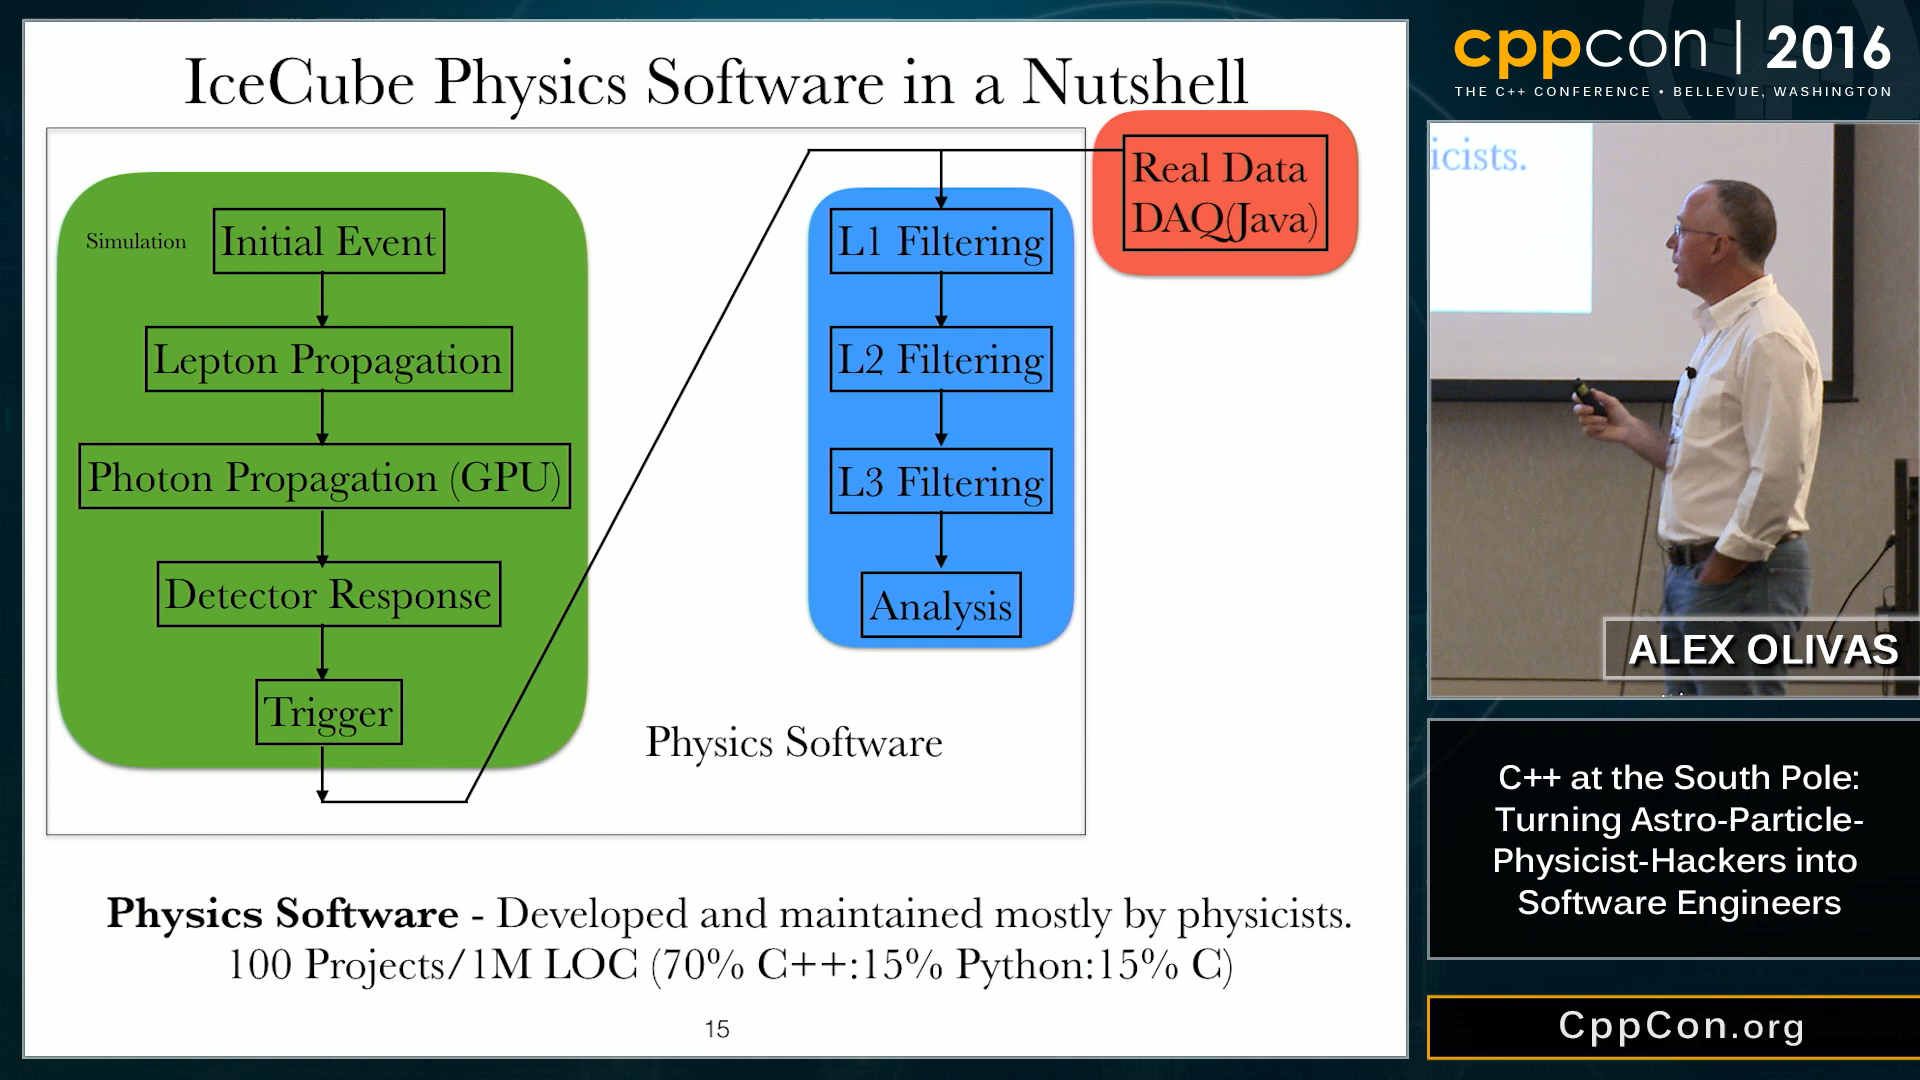 IceCube Physics Software in a Nutshell
Simulation
Initial Event
Lepton Propagation
Photon Propagation (GPU)
Detector Response
Trigger
L1 Filtering
L2 Filtering
L3 Filtering
Analysis
Real Data
DAQ(Java)
Physics Software
Physics Software - Developed and maintained mostly by physicists.
100 Projects/1M LOC (70% C++:15% Python:15% C)
15
cppcon | 2016
THE C++ CONFERENCE • BELLEVUE, WASHINGTON
icists.
ALEX OLIVAS
C++ at the South Pole:
Turning Astro-Particle-
Physicist-Hackers into
Software Engineers
CppCon.org